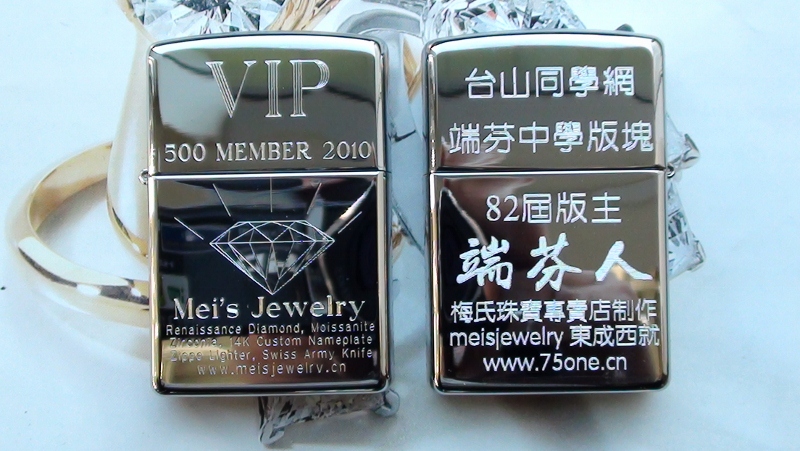 VIP
500 MEMBER 2010
Mei's Jewelry
Renaissance Diamond, Moissanite
Zirconia, 14K Custom Nameplate
Zippo Lighter, Swiss Army Knife
www.meisjewelry.cn
台山同學網
端芬中學版塊
82屆版主
端芬人
梅氏珠寶專賣店制作
meisjewelry 東成西就
www.75one.cn